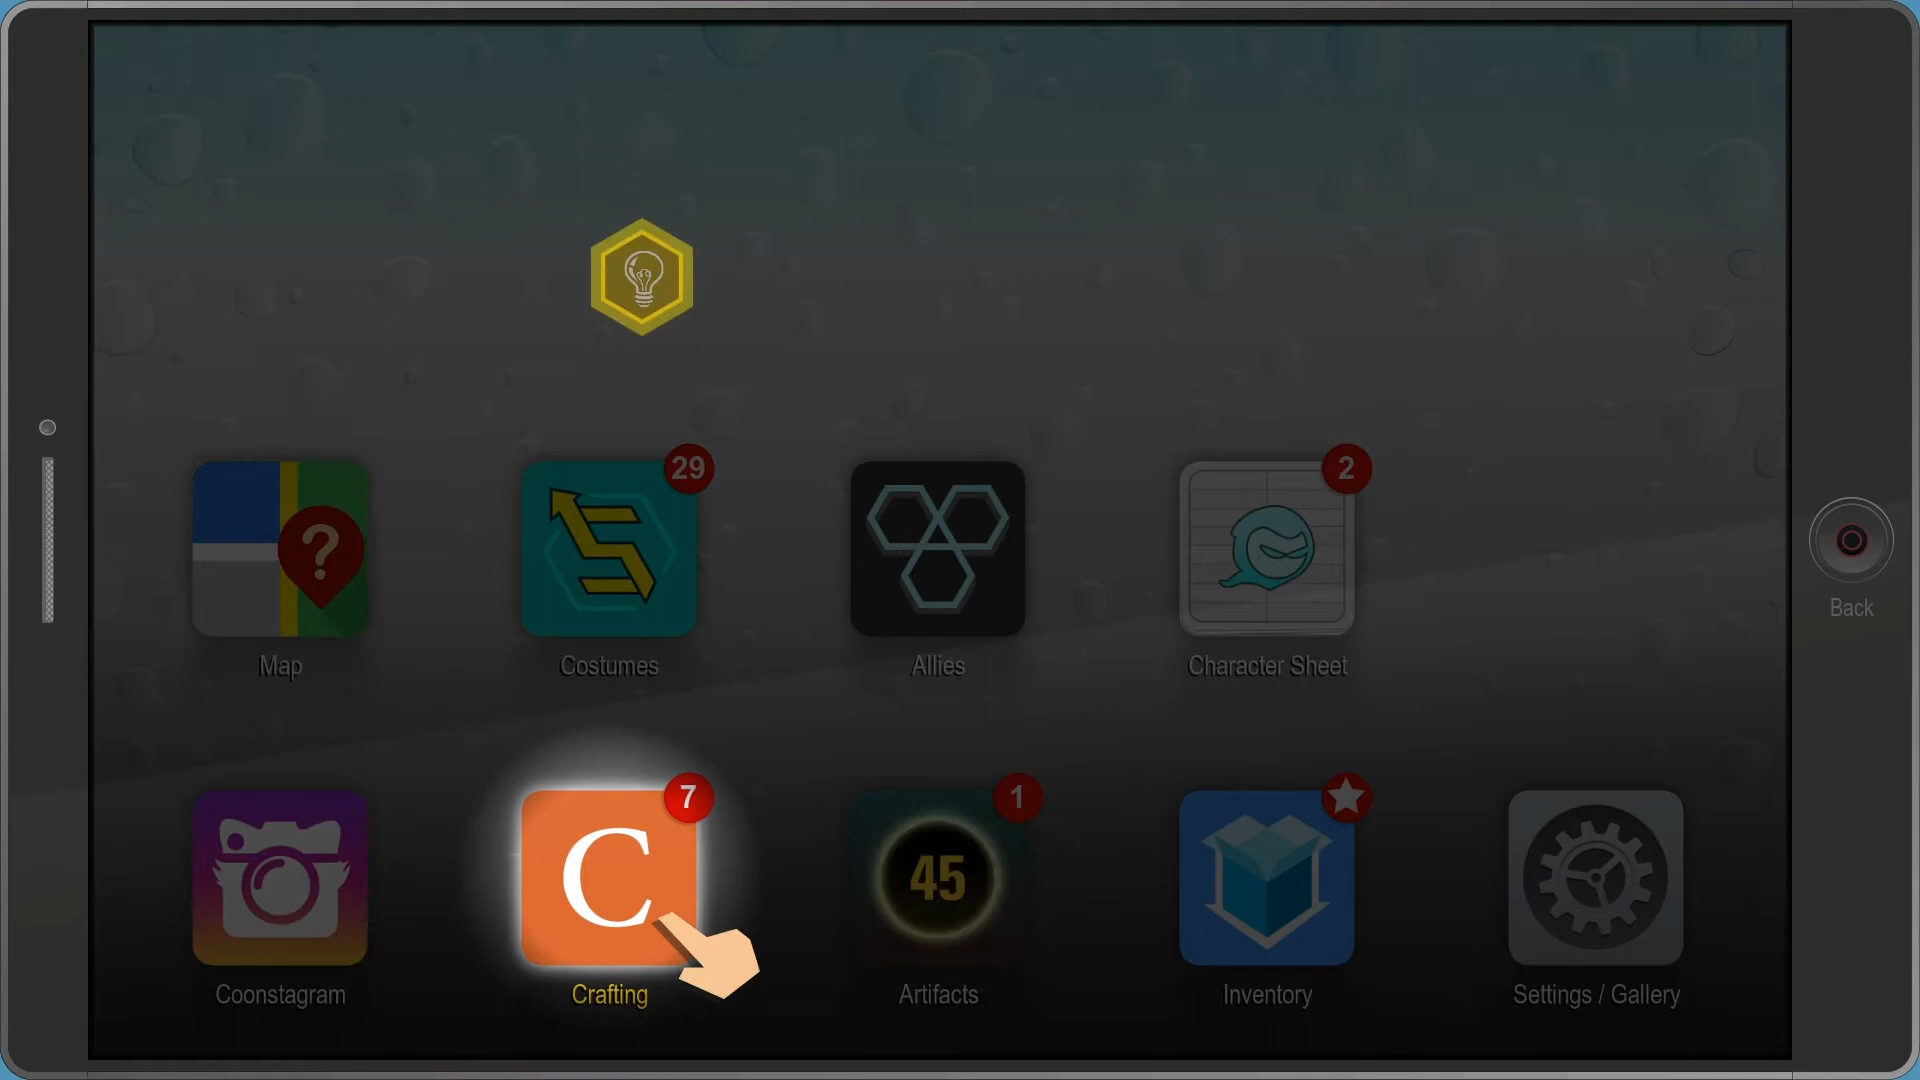 29
2
?
Map
Costumes
Allies
Character Sheet
Back
7
1
C
45
Coonstagram
Crafting
Artifacts
Inventory
Settings / Gallery